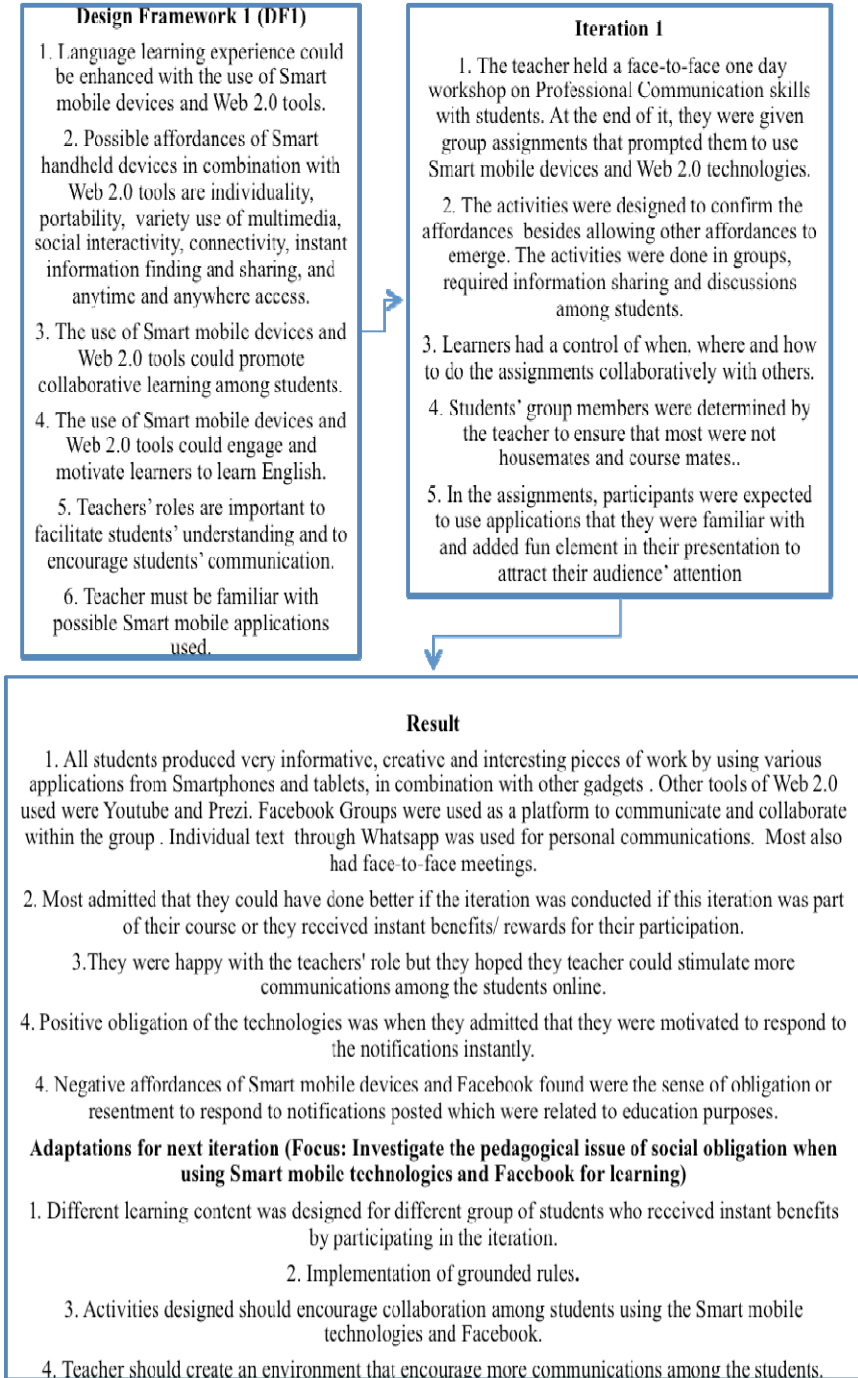 Design Framework 1 (DF1)
1. Language learning experience could
be enhanced with the use of Smart
mobile devices and Web 2.0 tools.
2. Possible affordances of Smart
handheld devices in combination with
Web 2.0 tools are individuality,
portability, variety use of multimedia,
social interactivity, connectivity, instant
information finding and sharing, and
anytime and anywhere access.
3. The use of Smart mobile devices and
Web 2.0 tools could promote
collaborative learning among students.
4. The use of Smart mobile devices and
Web 2.0 tools could engage and
motivate learners to learn English.
5. Teachers' roles are important to
facilitate students' understanding and to
encourage students' communication.
6. Teacher must be familiar with
possible Smart mobile applications
used.
Iteration 1
1. The teacher held a face-to-face one day
workshop on Professional Communication skills
with students. At the end of it, they were given
group assignments that prompted them to use
Smart mobile devices and Web 2.0 technologies.
2. The activities were designed to confirm the
affordances besides allowing other affordances to
emerge. The activities were done in groups,
required information sharing and discussions
among students.
3. Learners had a control of when, where and how
to do the assignments collaboratively with others.
4. Students' group members were determined by
the teacher to ensure that most were not
housemates and course mates..
5. In the assignments, participants were expected
to use applications that they were familiar with
and added fun element in their presentation to
attract their audience' attention
Result
1. All students produced very informative, creative and interesting pieces of work by using various
applications from Smartphones and tablets, in combination with other gadgets . Other tools of Web 2.0
used were Youtube and Prezi. Facebook Groups were used as a platform to communicate and collaborate
within the group . Individual text through Whatsapp was used for personal communications. Most also
had face-to-face meetings.
2. Most admitted that they could have done better if the iteration was conducted if this iteration was part
of their course or they received instant benefits/ rewards for their participation.
3.They were happy with the teachers' role but they hoped they teacher could stimulate more
communications among the students online.
4. Positive obligation of the technologies was when they admitted that they were motivated to respond to
the notifications instantly.
4. Negative affordances of Smart mobile devices and Facebook found were the sense of obligation or
resentment to respond to notifications posted which were related to education purposes.
Adaptations for next iteration (Focus: Investigate the pedagogical issue of social obligation when
using Smart mobile technologies and Facebook for learning)
1. Different learning content was designed for different group of students who received instant benefits
by participating in the iteration.
2. Implementation of grounded rules.
3. Activities designed should encourage collaboration among students using the Smart mobile
technologies and Facebook.
4. Teacher should create an environment that encourage more communications among the students.